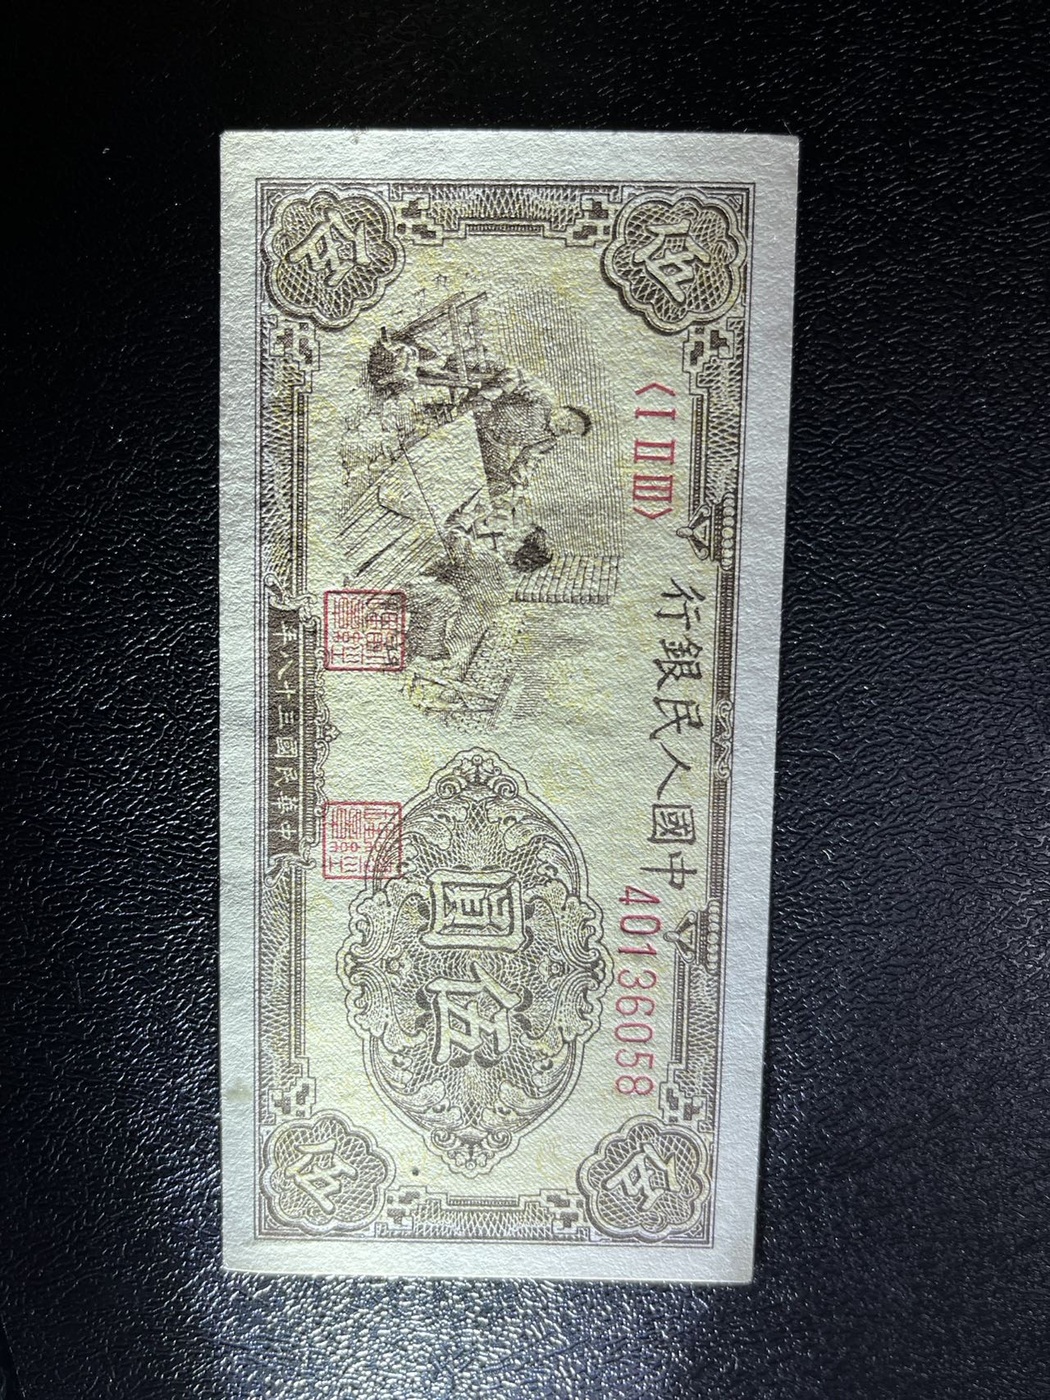 伍
伍
〈I II III〉
中國人民銀行
40136058
伍圓
中華民國三十八年
伍
伍